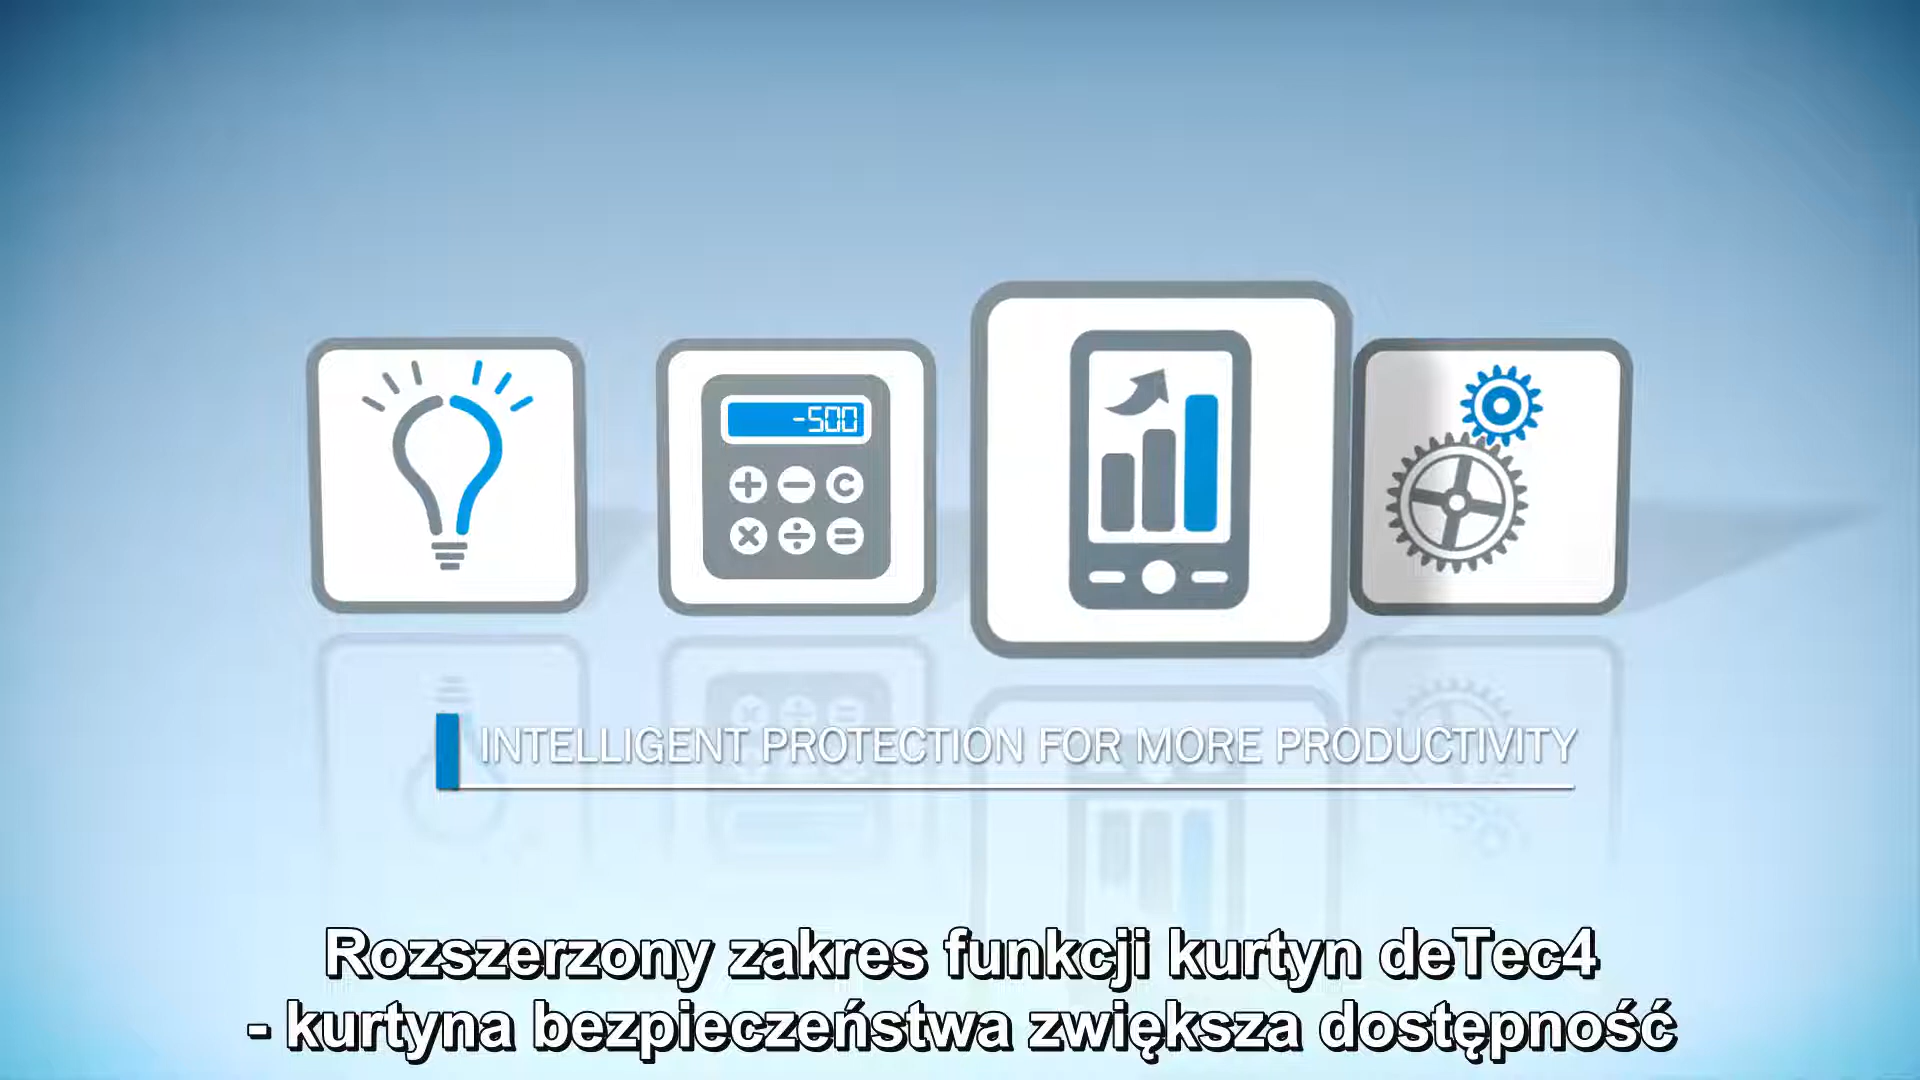 -500
INTELLIGENT PROTECTION FOR MORE PRODUCTIVITY
Rozszerzony zakres funkcji kurtyn deTec4
- kurtyna bezpieczeństwa zwiększa dostępność